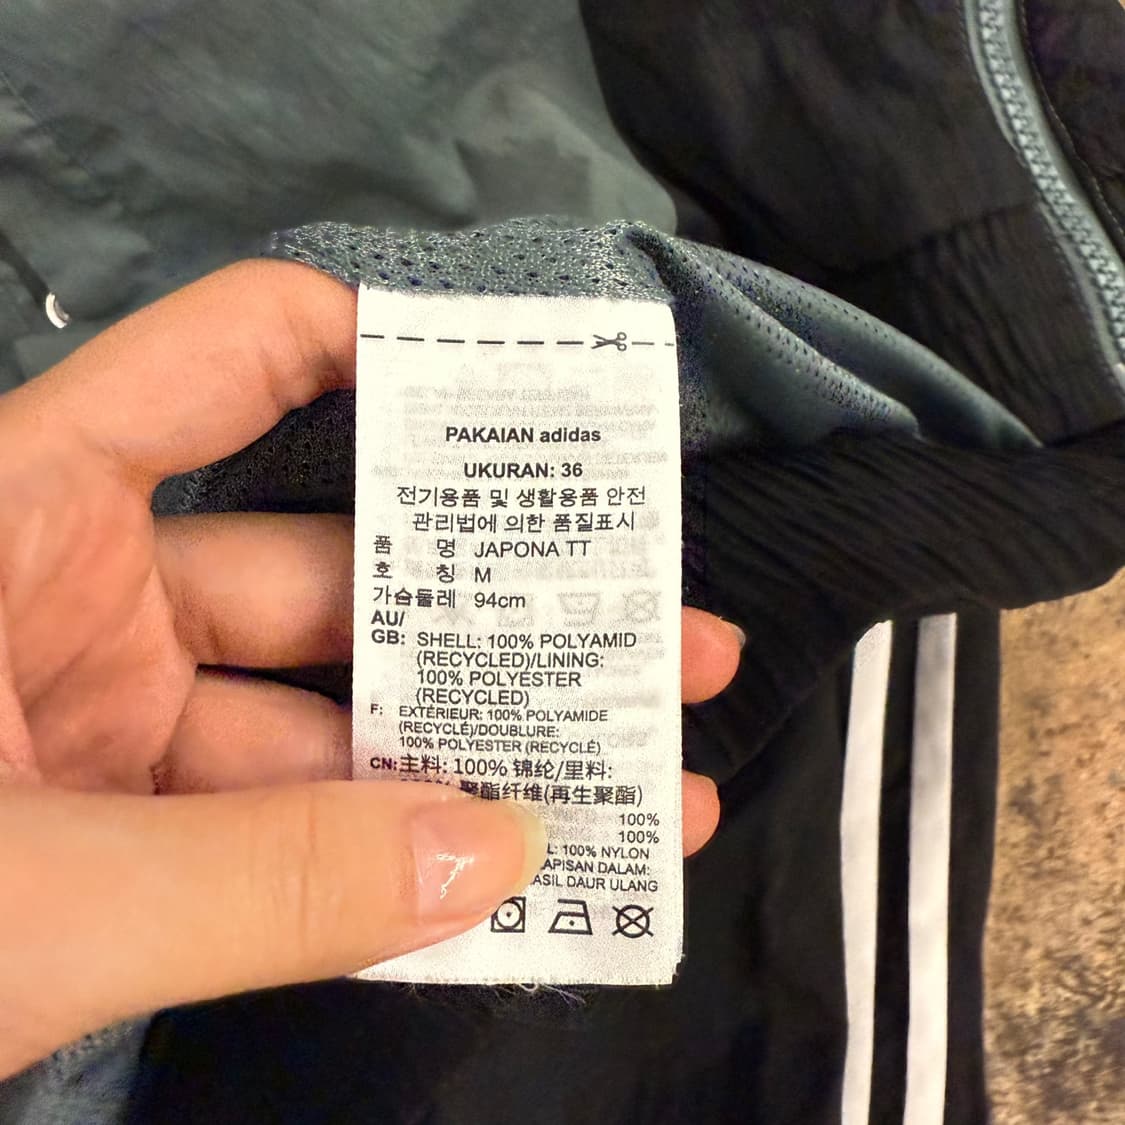 PAKAIAN adidas
UKURAN: 36
전기용품 및 생활용품 안전
관리법에 의한 품질표시
품 명 JAPONA TT
호 칭 M
가슴둘레 94cm
AU/
GB: SHELL: 100% POLYAMID
(RECYCLED)/LINING:
100% POLYESTER
(RECYCLED)
F: EXTÉRIEUR: 100% POLYAMIDE
(RECYCLÉ)/DOUBLURE:
100% POLYESTER (RECYCLÉ)
CN: 主料: 100% 锦纶/里料:
聚酯纤维(再生聚酯)
100%
100%
L: 100% NYLON
APISAN DALAM:
ASIL DAUR ULANG